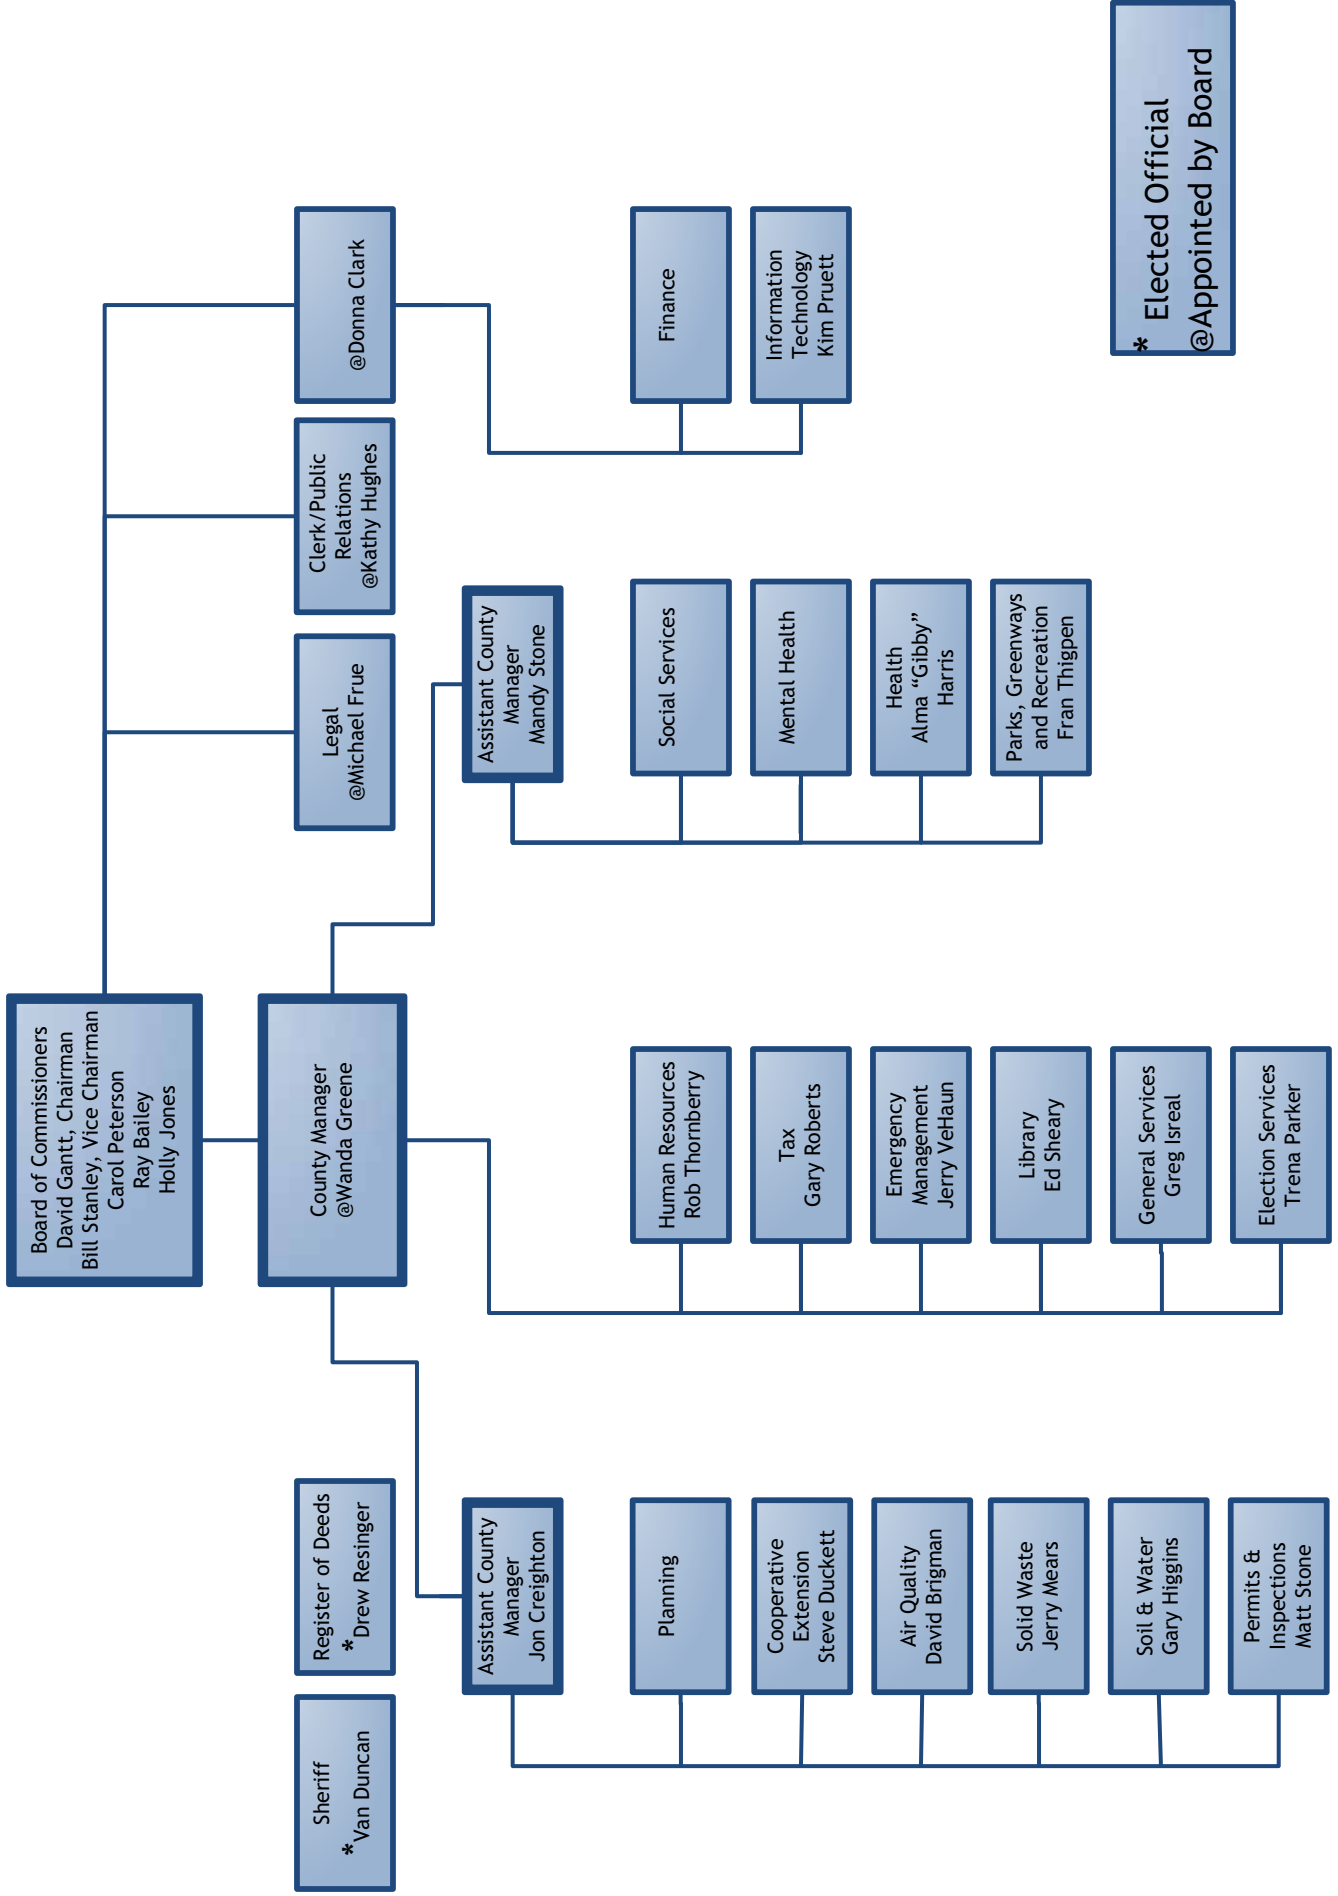 Board of Commissioners
David Gantt, Chairman
Bill Stanley, Vice Chairman
Carol Peterson
Ray Bailey
Holly Jones
County Manager
@Wanda Greene
Sheriff
*Van Duncan
Register of Deeds
*Drew Resinger
Legal
@Michael Frue
Clerk/Public
Relations
@Kathy Hughes
@Donna Clark
Assistant County
Manager
Jon Creighton
Planning
Cooperative
Extension
Steve Duckett
Air Quality
David Brigman
Solid Waste
Jerry Mears
Soil & Water
Gary Higgins
Permits &
Inspections
Matt Stone
Human Resources
Rob Thornberry
Tax
Gary Roberts
Emergency
Management
Jerry VeHaun
Library
Ed Sheary
General Services
Greg Isreal
Election Services
Trena Parker
Assistant County
Manager
Mandy Stone
Social Services
Mental Health
Health
Alma “Gibby”
Harris
Parks, Greenways
and Recreation
Fran Thigpen
Finance
Information
Technology
Kim Pruett
* Elected Official
@Appointed by Board